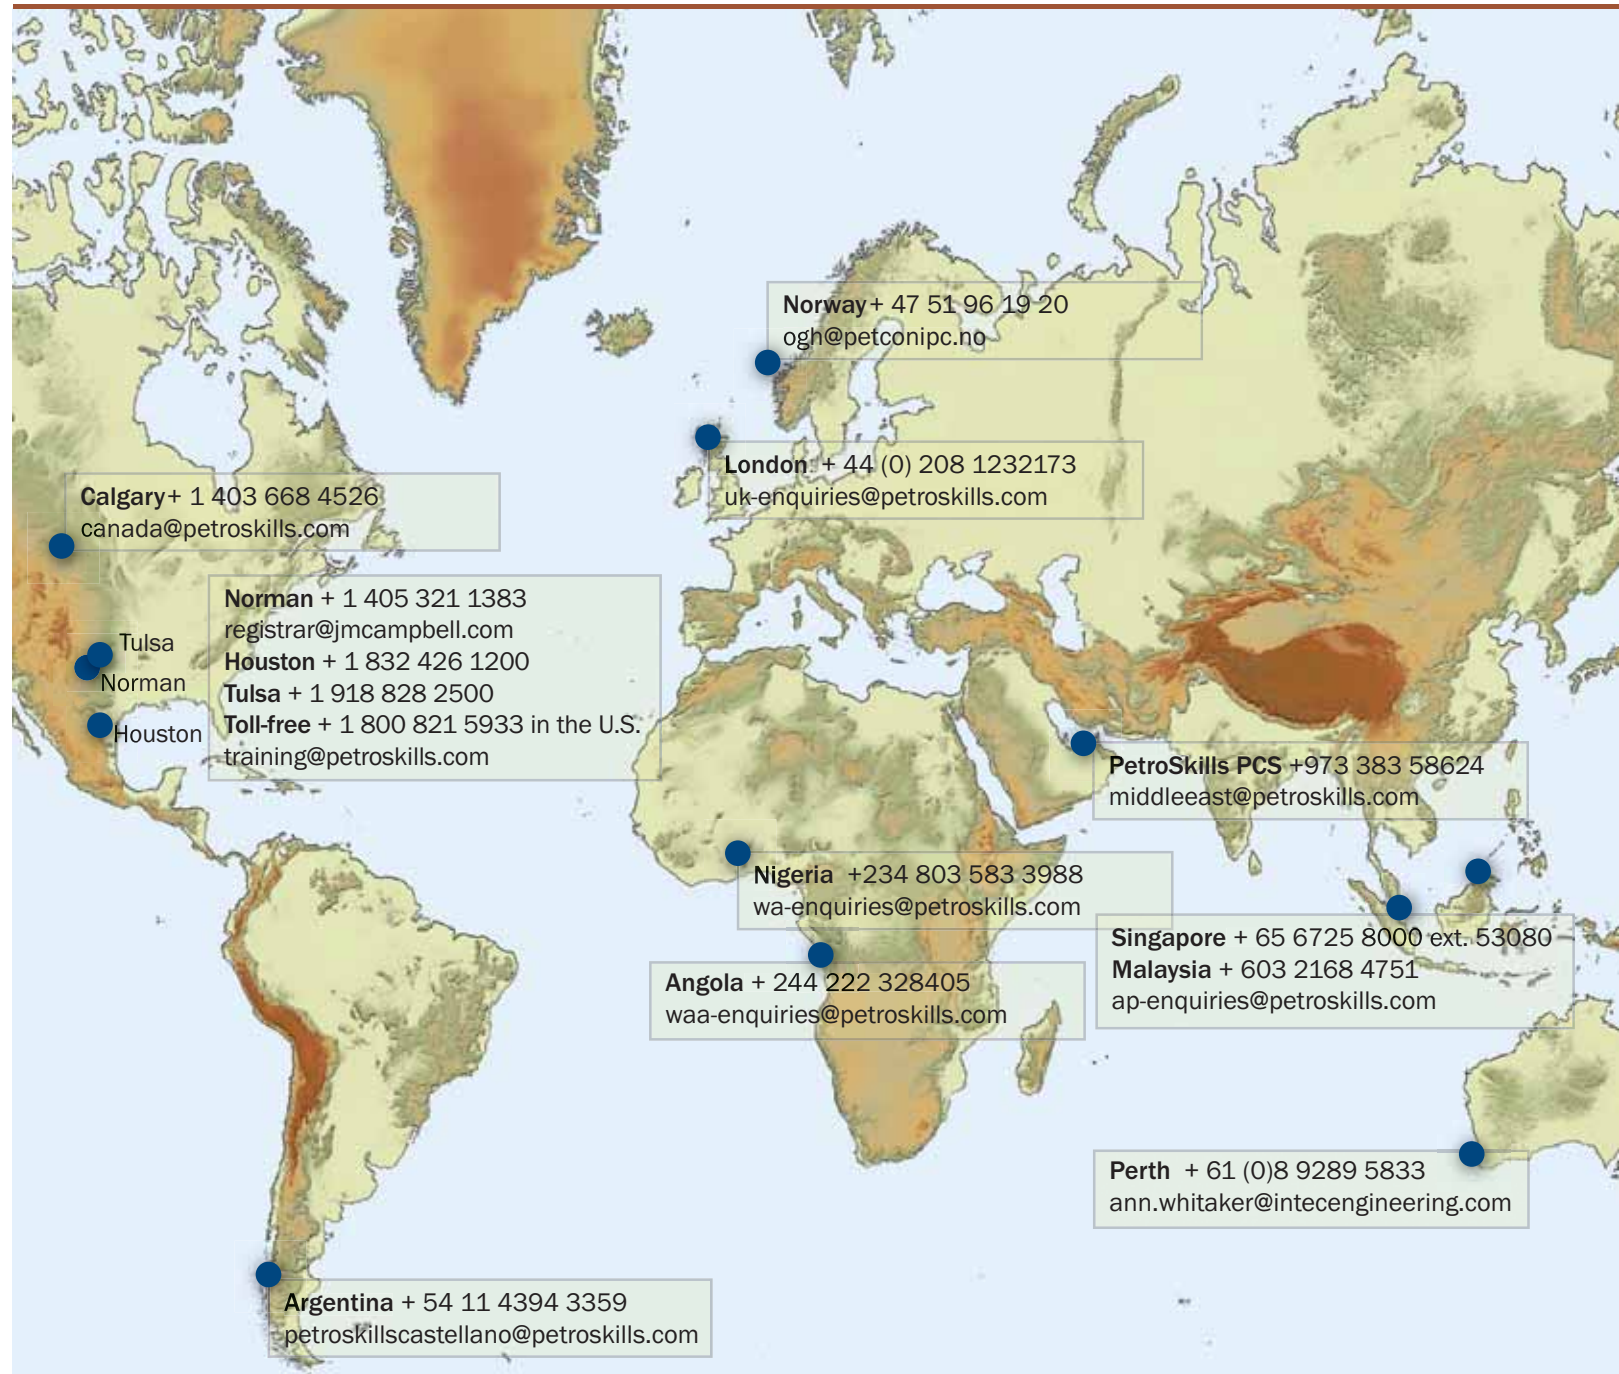 Norway + 47 51 96 19 20
ogh@petconipc.no
London + 44 (0) 208 1232173
uk-enquiries@petroskills.com
Calgary + 1 403 668 4526
canada@petroskills.com
Norman + 1 405 321 1383
registrar@jmcampbell.com
Houston + 1 832 426 1200
Tulsa + 1 918 828 2500
Toll-free + 1 800 821 5933 in the U.S.
training@petroskills.com
Tulsa
Norman
Houston
PetroSkills PCS +973 383 58624
middleeast@petroskills.com
Nigeria +234 803 583 3988
wa-enquiries@petroskills.com
Singapore + 65 6725 8000 ext. 53080
Malaysia + 603 2168 4751
ap-enquiries@petroskills.com
Angola + 244 222 328405
waa-enquiries@petroskills.com
Perth + 61 (0)8 9289 5833
ann.whitaker@intecengineering.com
Argentina + 54 11 4394 3359
petroskillscastellano@petroskills.com